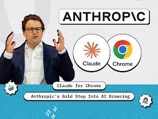 ANTHROP\C
Claude
Chrome
Claude for Chrome
Anthropic's Bold Step Into AI Browsing